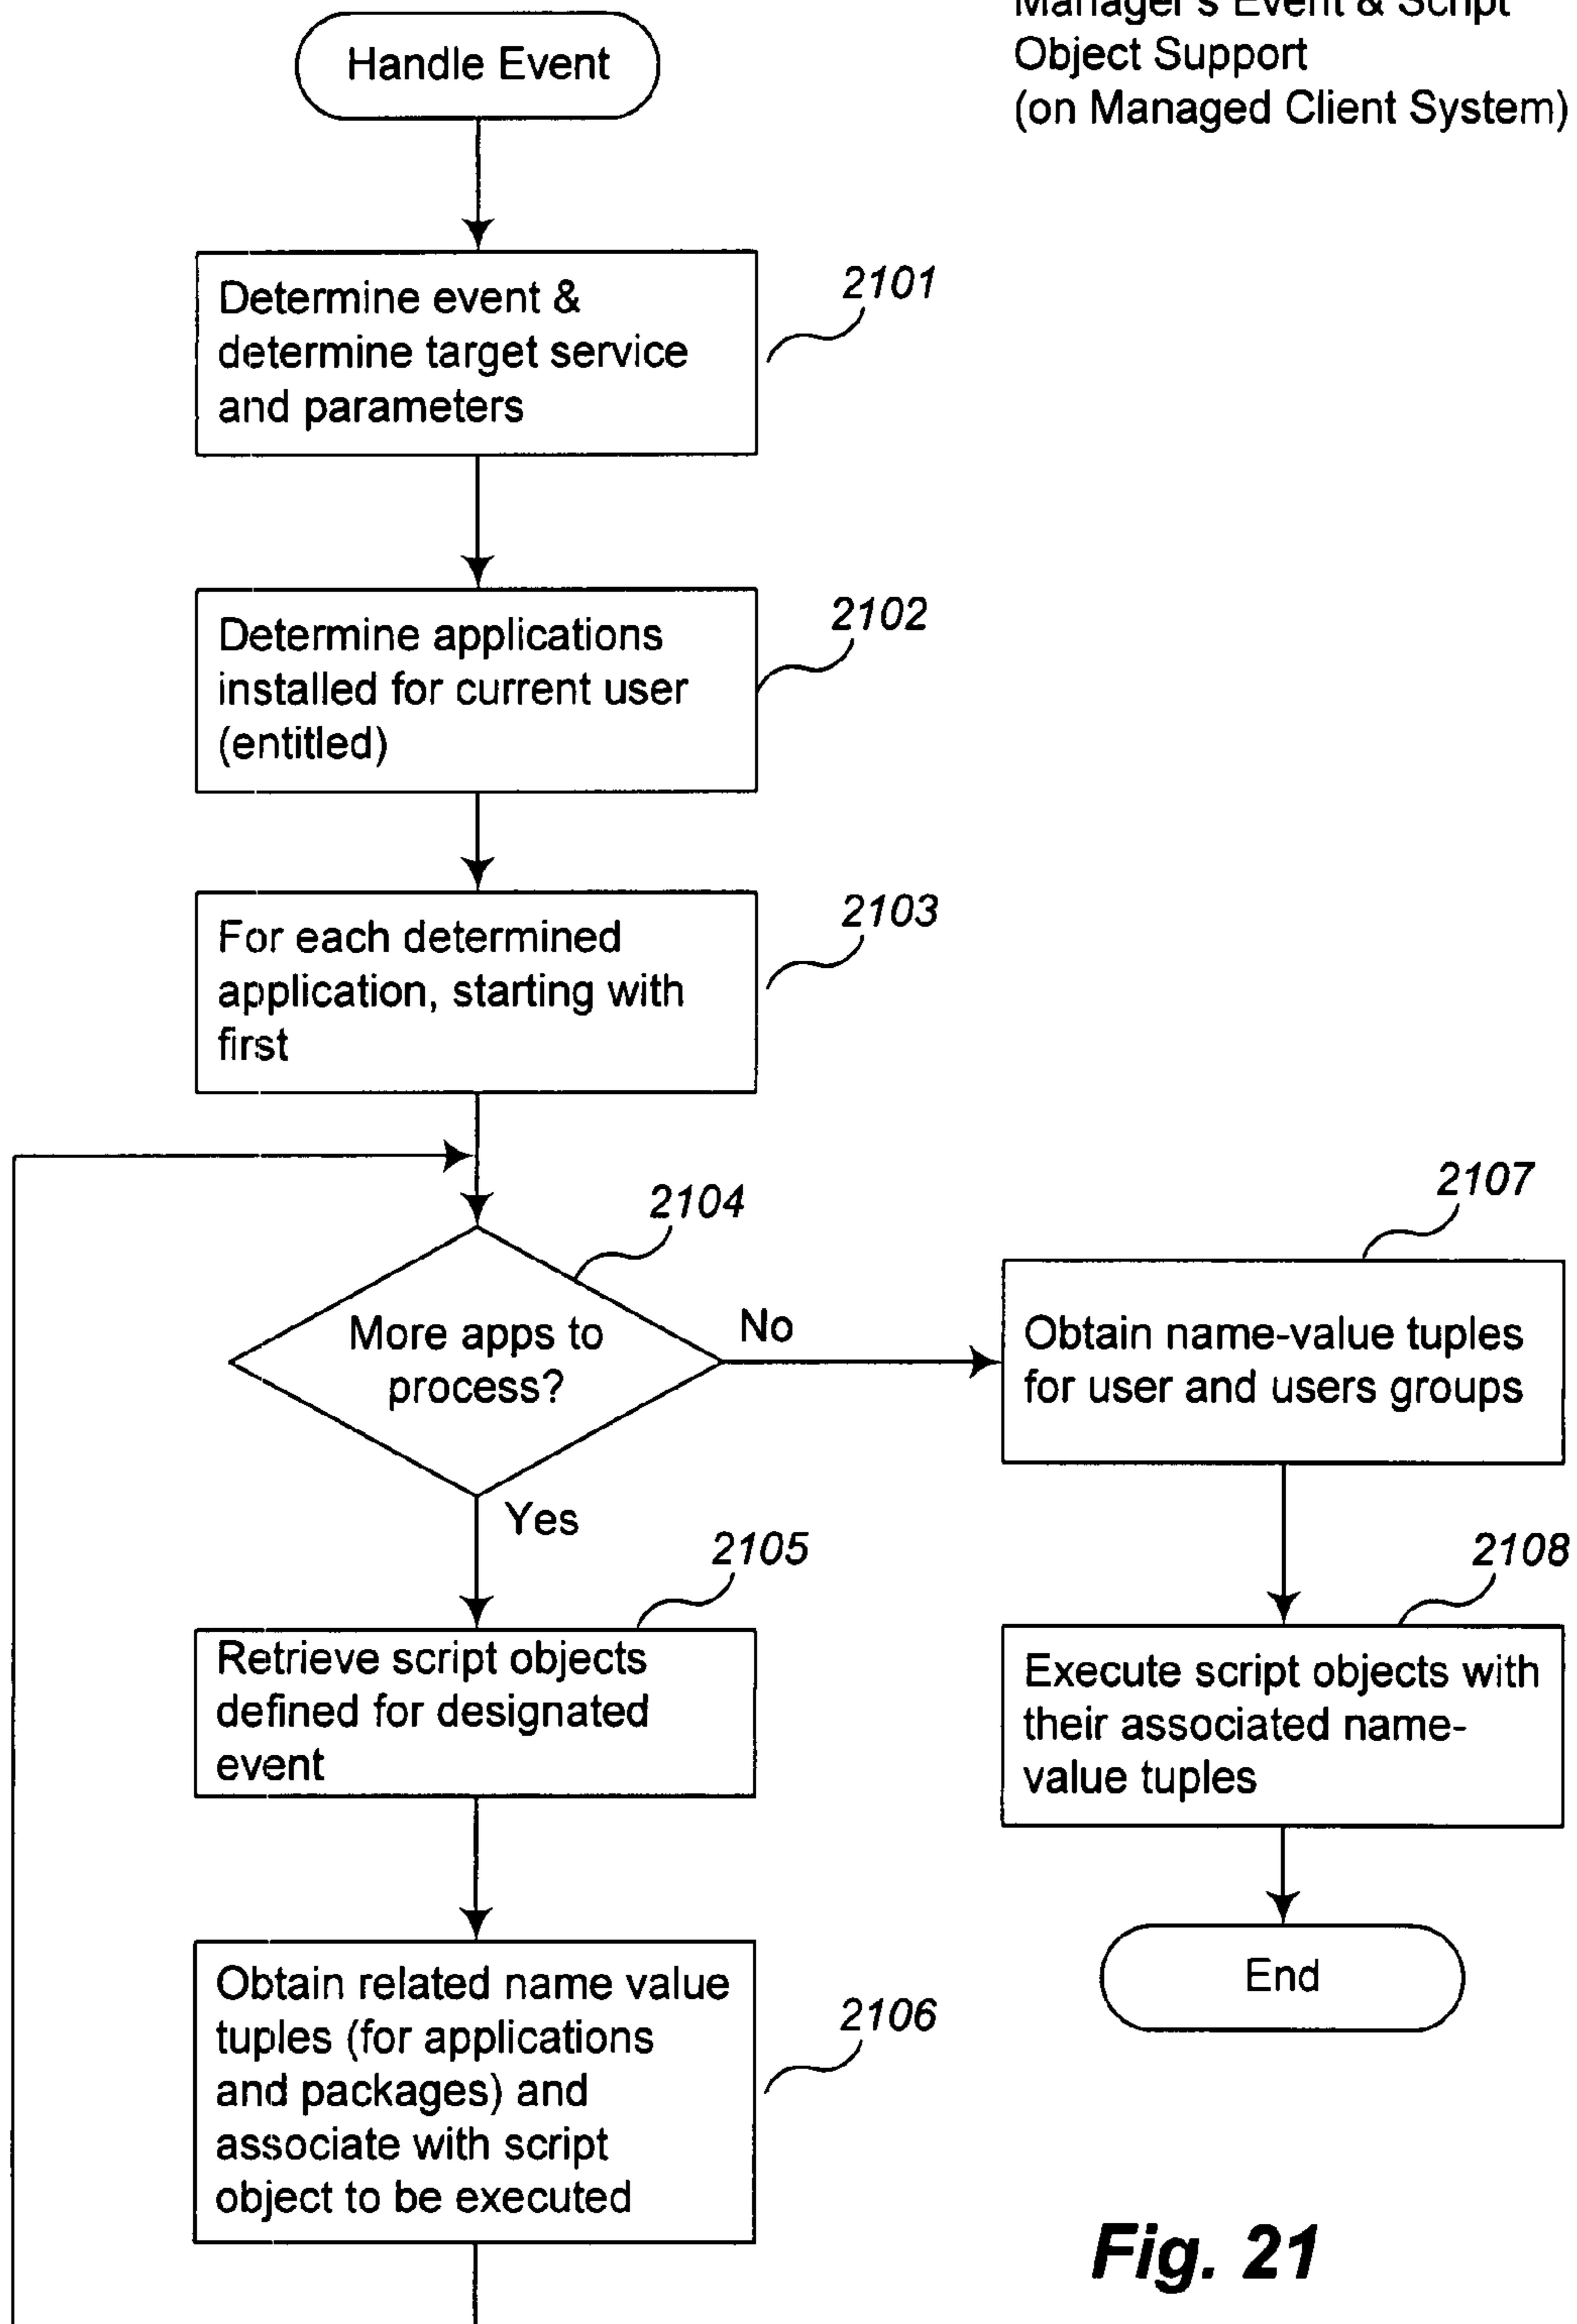 Manager's Event & Script
Object Support
(on Managed Client System)
Handle Event
Determine event &
determine target service
and parameters
2101
Determine applications
installed for current user
(entitled)
2102
For each determined
application, starting with
first
2103
2104
More apps to
process?
No
Yes
2107
Obtain name-value tuples
for user and users groups
2105
Retrieve script objects
defined for designated
event
2108
Execute script objects with
their associated name-
value tuples
Obtain related name value
tuples (for applications
and packages) and
associate with script
object to be executed
2106
End
Fig. 21